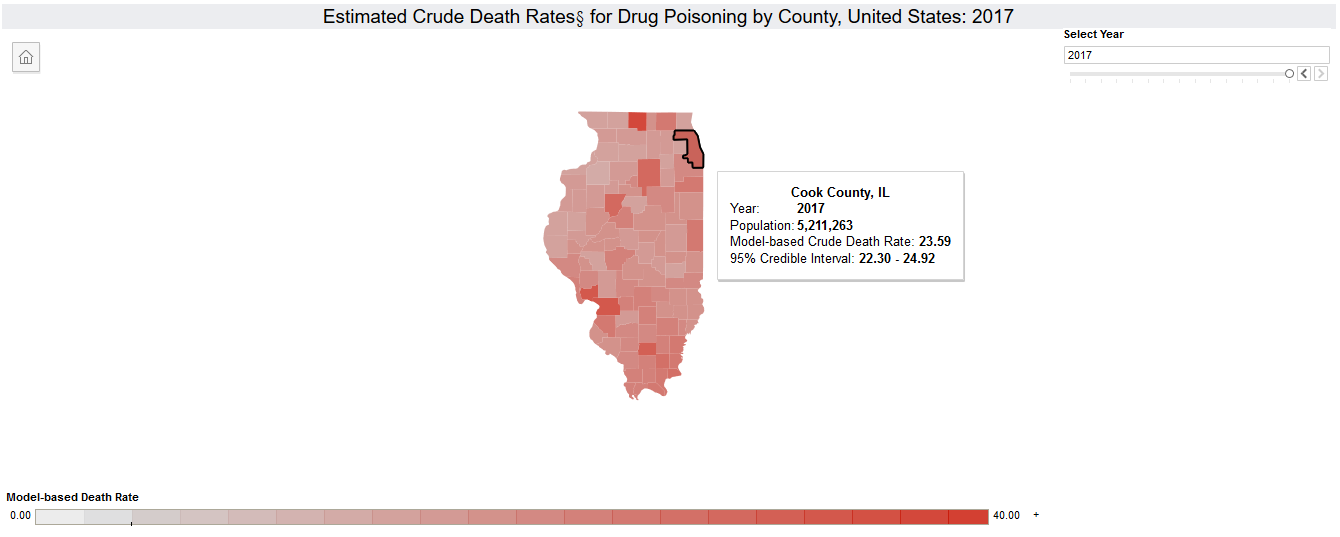 Estimated Crude Death Rates§ for Drug Poisoning by County, United States: 2017
Select Year
2017
Cook County, IL
Year: 2017
Population: 5,211,263
Model-based Crude Death Rate: 23.59
95% Credible Interval: 22.30 - 24.92
Model-based Death Rate
0.00 40.00 +